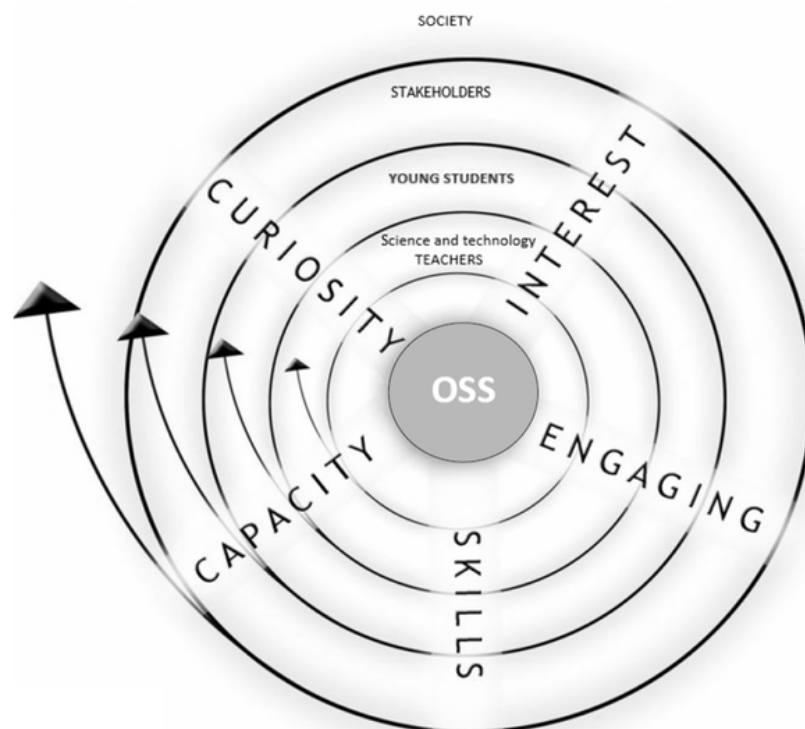 SOCIETY
STAKEHOLDERS
YOUNG STUDENTS
Science and technology
TEACHERS
CURIOSITY
INTEREST
OSS
ENGAGING
CAPACITY
SKILLS